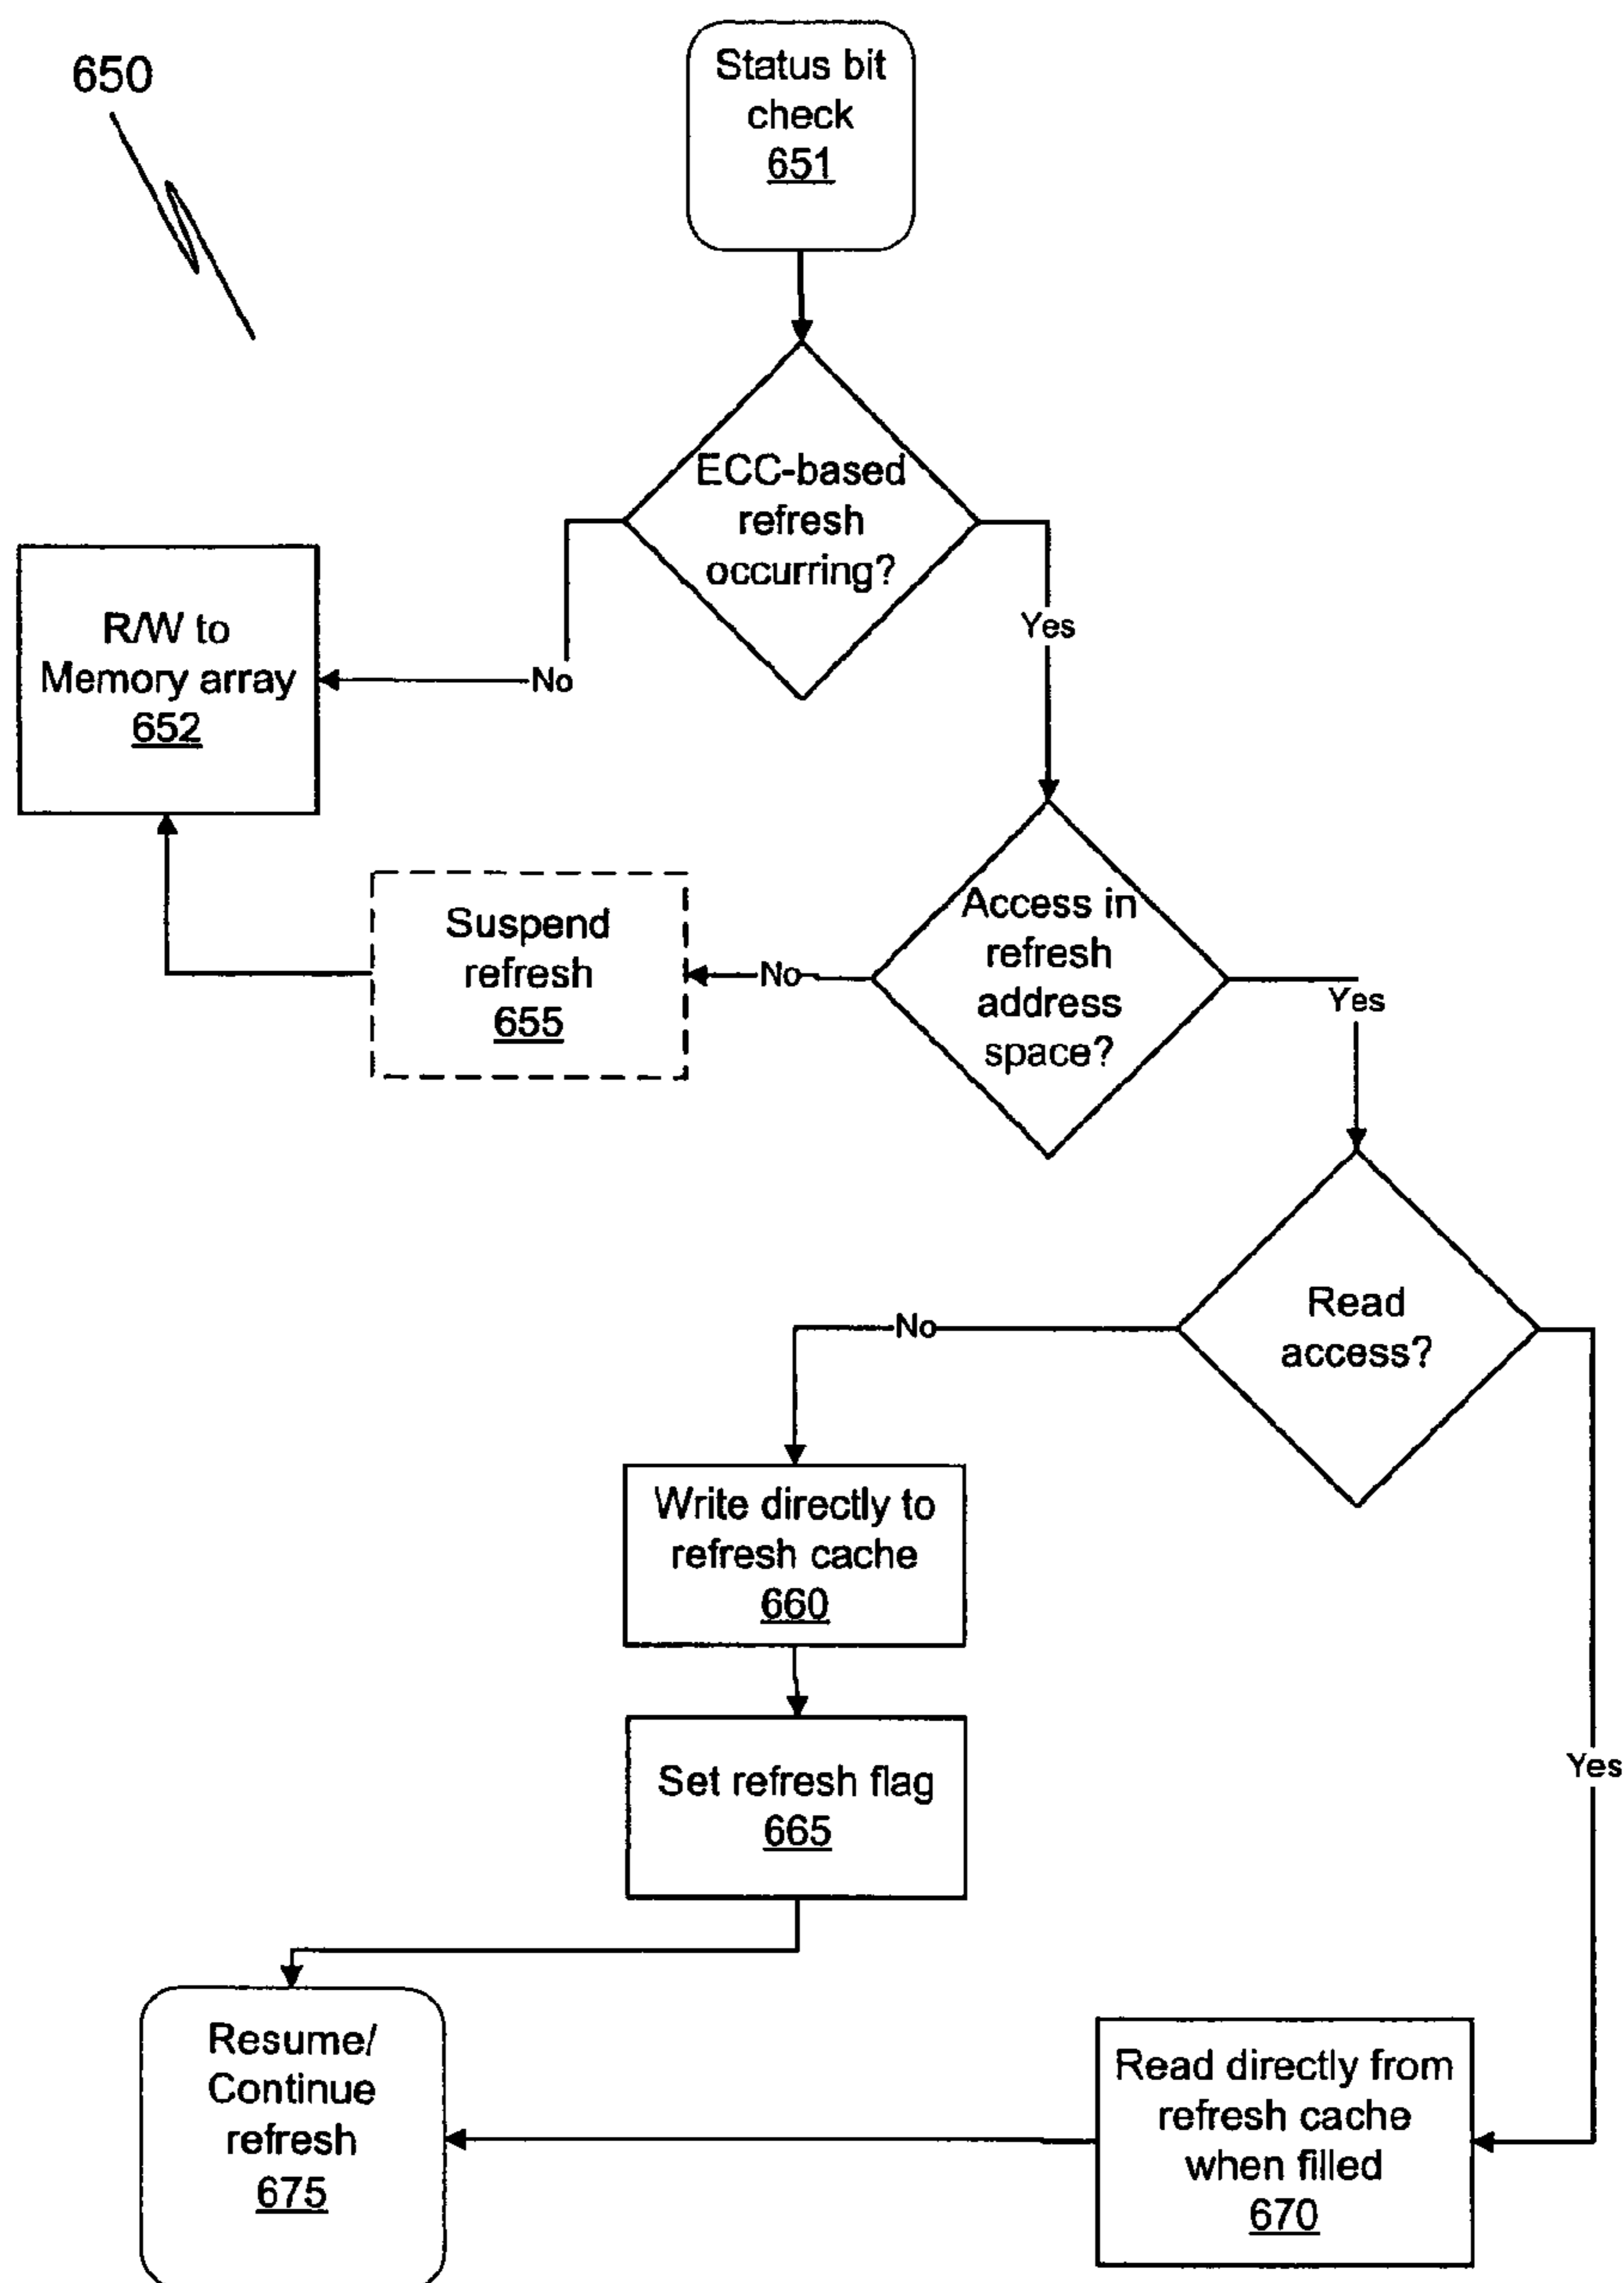 650
Status bit
check
651
ECC-based
refresh
occurring?
R/W to
Memory array
652
No
Yes
Suspend
refresh
655
No
Access in
refresh
address
space?
Yes
Read
access?
No
Write directly to
refresh cache
660
Set refresh flag
665
Yes
Resume/
Continue
refresh
675
Read directly from
refresh cache
when filled
670